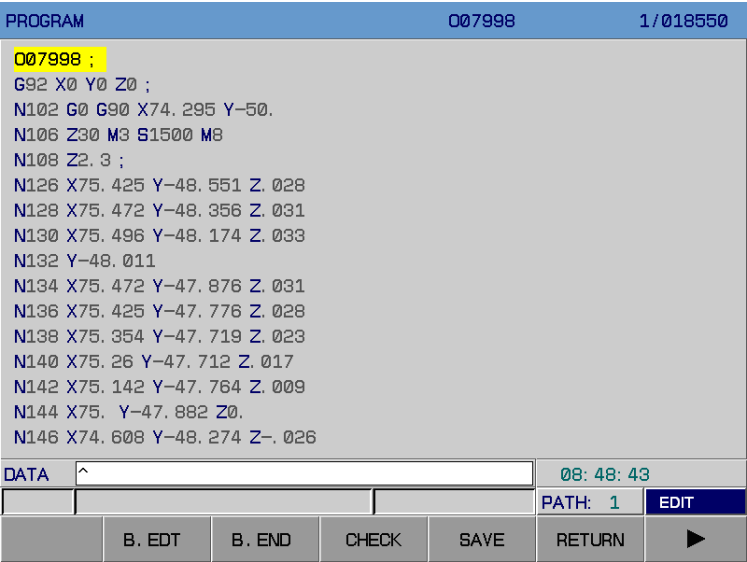 PROGRAM O07998 1/018550
O07998 ;
G92 X0 Y0 Z0 ;
N102 G0 G90 X74.295 Y-50.
N106 Z30 M3 S1500 M8
N108 Z2.3 ;
N126 X75.425 Y-48.551 Z.028
N128 X75.472 Y-48.356 Z.031
N130 X75.496 Y-48.174 Z.033
N132 Y-48.011
N134 X75.472 Y-47.876 Z.031
N136 X75.425 Y-47.776 Z.028
N138 X75.354 Y-47.719 Z.023
N140 X75.26 Y-47.712 Z.017
N142 X75.142 Y-47.764 Z.009
N144 X75. Y-47.882 Z0.
N146 X74.608 Y-48.274 Z-.026
DATA ^ 08:48:43
PATH: 1 EDIT
B.EDT B.END CHECK SAVE RETURN ▶